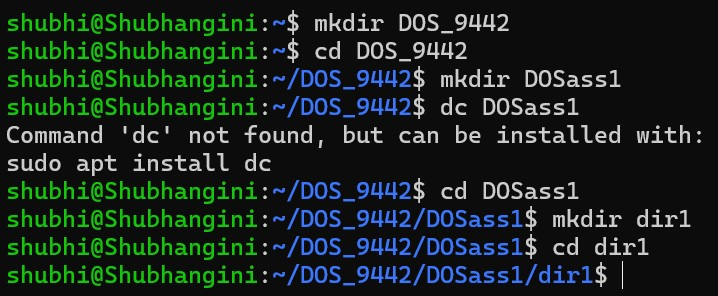 shubhi@Shubhangini:~$ mkdir DOS_9442
shubhi@Shubhangini:~$ cd DOS_9442
shubhi@Shubhangini:~/DOS_9442$ mkdir DOSass1
shubhi@Shubhangini:~/DOS_9442$ dc DOSass1
Command 'dc' not found, but can be installed with:
sudo apt install dc
shubhi@Shubhangini:~/DOS_9442$ cd DOSass1
shubhi@Shubhangini:~/DOS_9442/DOSass1$ mkdir dir1
shubhi@Shubhangini:~/DOS_9442/DOSass1$ cd dir1
shubhi@Shubhangini:~/DOS_9442/DOSass1/dir1$